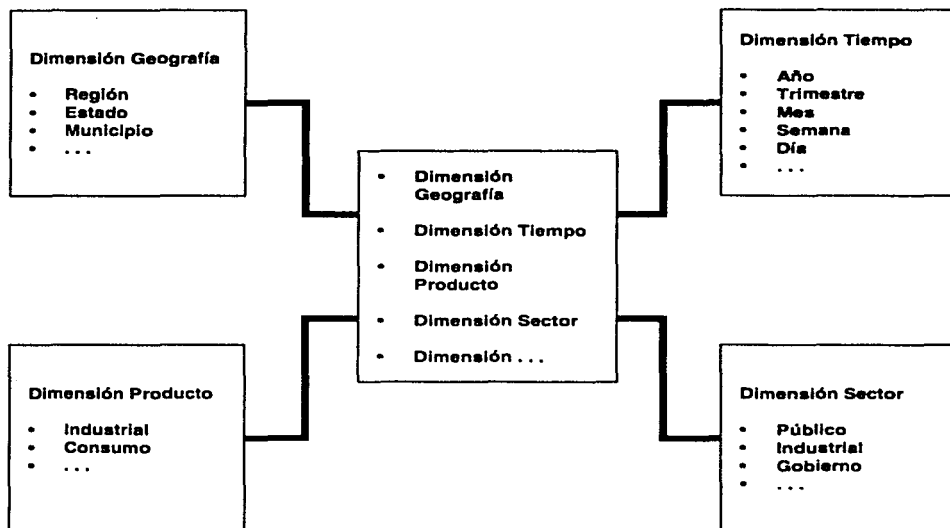 Dimensión Geografía
• Región
• Estado
• Municipio
• . . .
Dimensión Tiempo
• Año
• Trimestre
• Mes
• Semana
• Día
• . . .
• Dimensión
Geografía
• Dimensión Tiempo
• Dimensión
Producto
• Dimensión Sector
• Dimensión . . .
Dimensión Producto
• Industrial
• Consumo
• . . .
Dimensión Sector
• Público
• Industrial
• Gobierno
• . . .